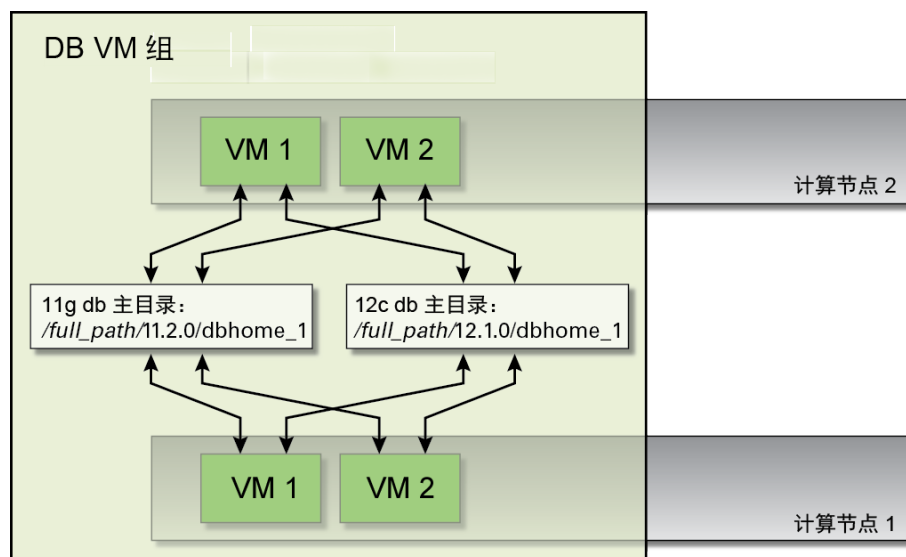 DB VM 组
VM 1
VM 2
计算节点 2
11g db 主目录：
/full_path/11.2.0/dbhome_1
12c db 主目录：
/full_path/12.1.0/dbhome_1
VM 1
VM 2
计算节点 1